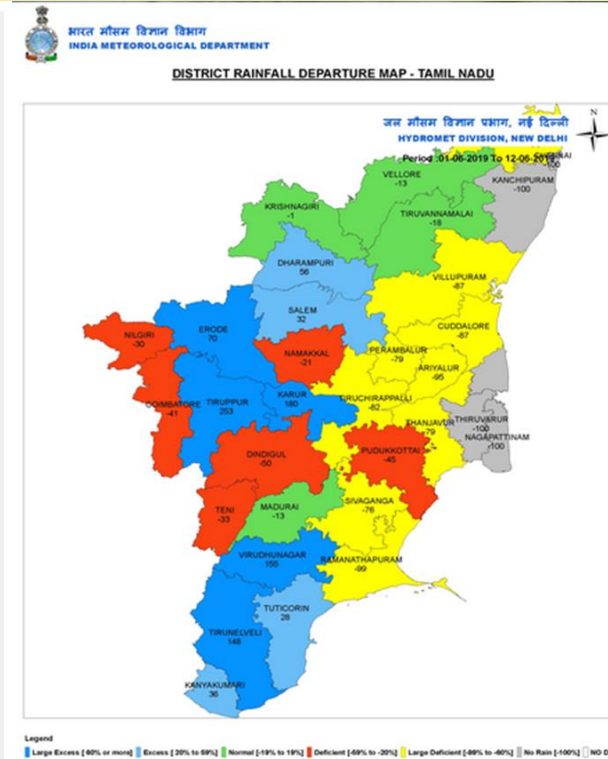 भारत मौसम विज्ञान विभाग
INDIA METEOROLOGICAL DEPARTMENT
DISTRICT RAINFALL DEPARTURE MAP - TAMIL NADU
जल मौसम विज्ञान प्रभाग, नई दिल्ली
HYDROMET DIVISION, NEW DELHI
N
Period :01-06-2019 To 12-06-2019
CHENNAI
-100
KANCHIPURAM
-100
VELLORE
-13
KRISHNAGIRI
-1
TIRUVANNAMALAI
-18
DHARAMPURI
56
VILLUPURAM
-87
SALEM
32
CUDDALORE
-87
NILGIRI
-30
ERODE
70
NAMAKKAL
-21
PERAMBALUR
-79
ARIYALUR
-95
COIMBATORE
-41
TIRUPPUR
253
KARUR
180
TIRUCHIRAPPALLI
-82
THANJAVUR
-79
THIRUVARUR
-100
NAGAPATTINAM
-100
DINDIGUL
-50
PUDUKKOTTAI
-45
TENI
-33
MADURAI
-13
SIVAGANGA
-76
VIRUDHUNAGAR
155
RAMANATHAPURAM
-99
TUTICORIN
28
TIRUNELVELI
148
KANYAKUMARI
36
Legend
Large Excess [ 60% or more] Excess [ 20% to 59%] Normal [-19% to 19%] Deficient [-59% to -20%] Large Deficient [-99% to -60%] No Rain [-100%] NO D